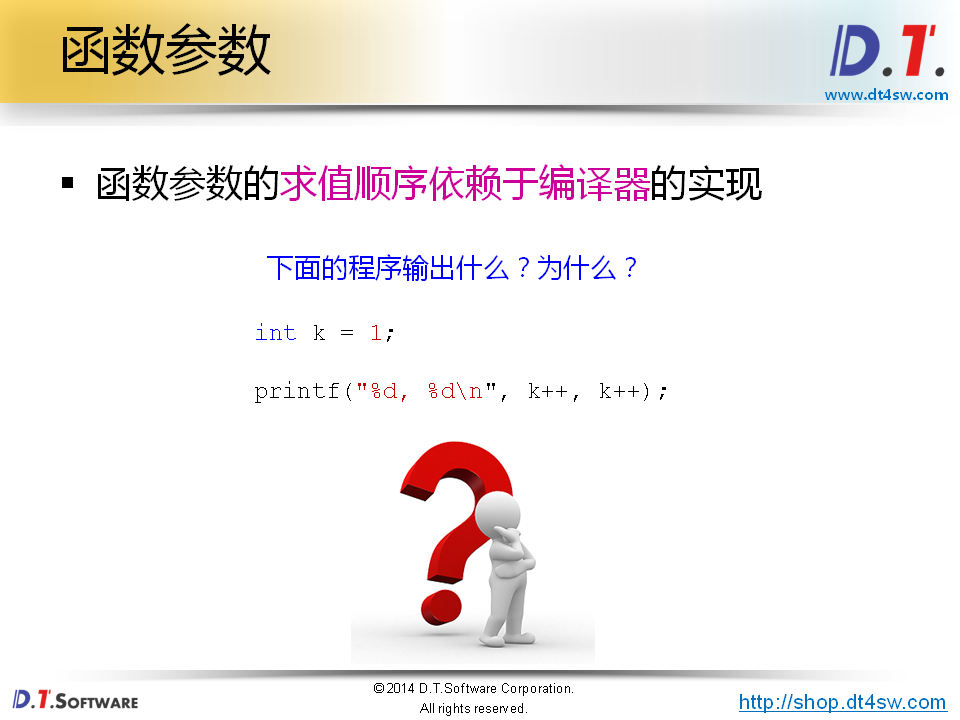 函数参数
D.T.
www.dt4sw.com
▪ 函数参数的求值顺序依赖于编译器的实现
下面的程序输出什么？为什么？
int k = 1;
printf("%d, %d\n", k++, k++);
D.T.SOFTWARE
©2014 D.T.Software Corporation.
All rights reserved.
http://shop.dt4sw.com